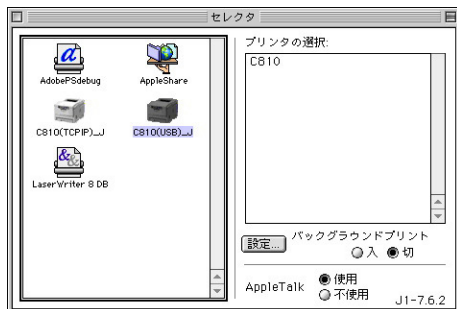 セレクタ
AdobePSdebug
AppleShare
C810(TCPIP)_J
C810(USB)_J
LaserWriter 8 DB
プリンタの選択:
C810
設定...
バックグラウンドプリント
入 切
AppleTalk
使用
不使用
J1-7.6.2